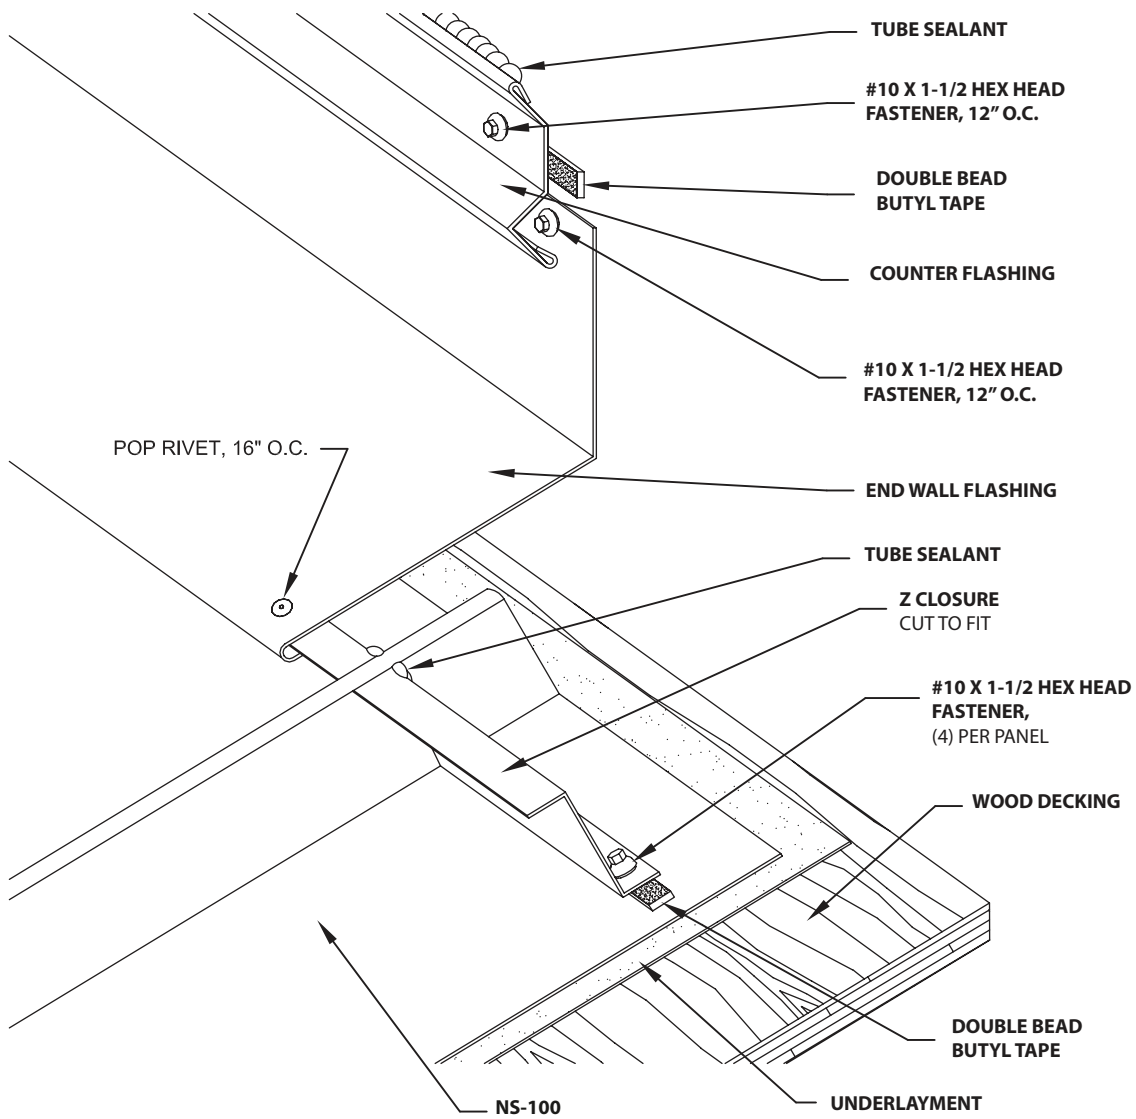 TUBE SEALANT
#10 X 1-1/2 HEX HEAD
FASTENER, 12” O.C.
DOUBLE BEAD
BUTYL TAPE
COUNTER FLASHING
#10 X 1-1/2 HEX HEAD
FASTENER, 12” O.C.
POP RIVET, 16" O.C.
END WALL FLASHING
TUBE SEALANT
Z CLOSURE
CUT TO FIT
#10 X 1-1/2 HEX HEAD
FASTENER,
(4) PER PANEL
WOOD DECKING
DOUBLE BEAD
BUTYL TAPE
UNDERLAYMENT
NS-100